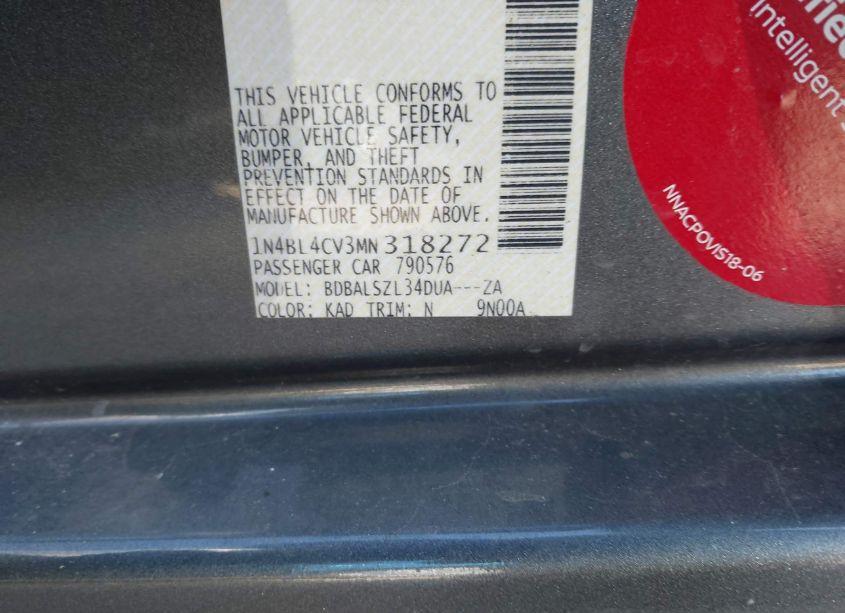 THIS VEHICLE CONFORMS TO
ALL APPLICABLE FEDERAL
MOTOR VEHICLE SAFETY,
BUMPER, AND THEFT
PREVENTION STANDARDS IN
EFFECT ON THE DATE OF
MANUFACTURE SHOWN ABOVE.
1N4BL4CV3MN318272
PASSENGER CAR 790576
MODEL: BDBALSZL34DUA---ZA
COLOR: KAD TRIM: N 9N00A
Intelligent
NNACPOVIS18-06